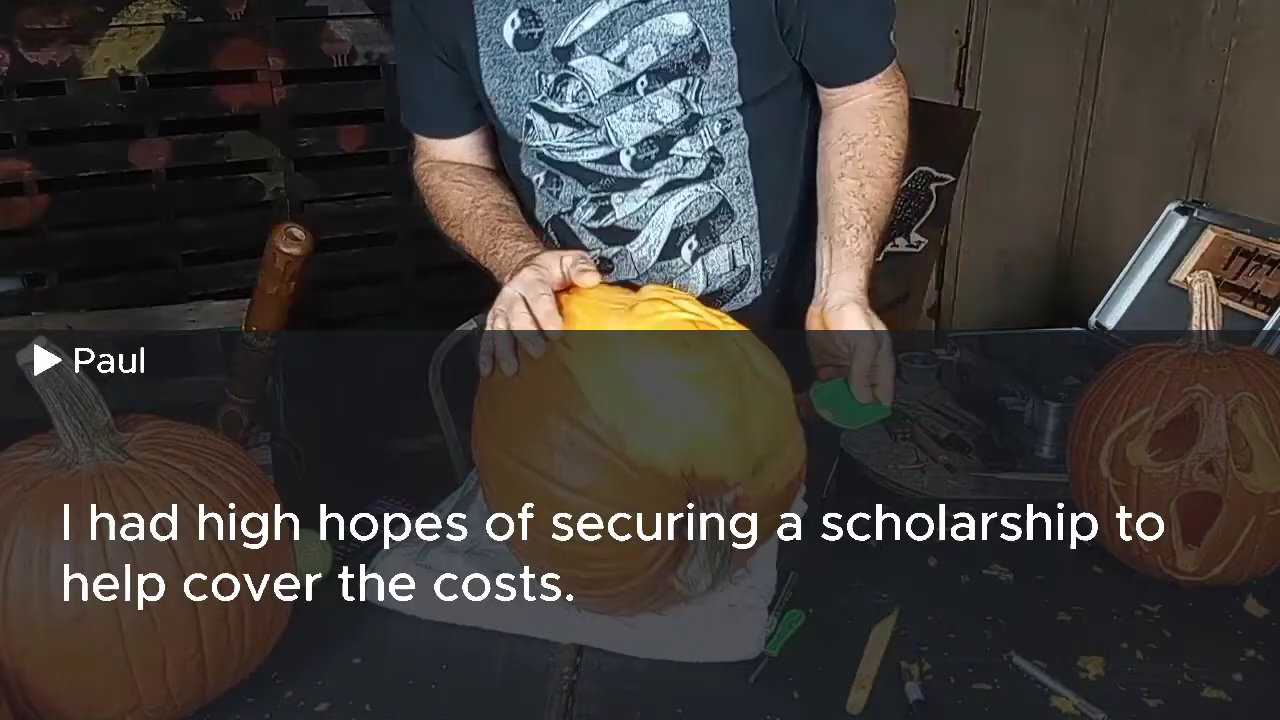 Paul
I had high hopes of securing a scholarship to
help cover the costs.